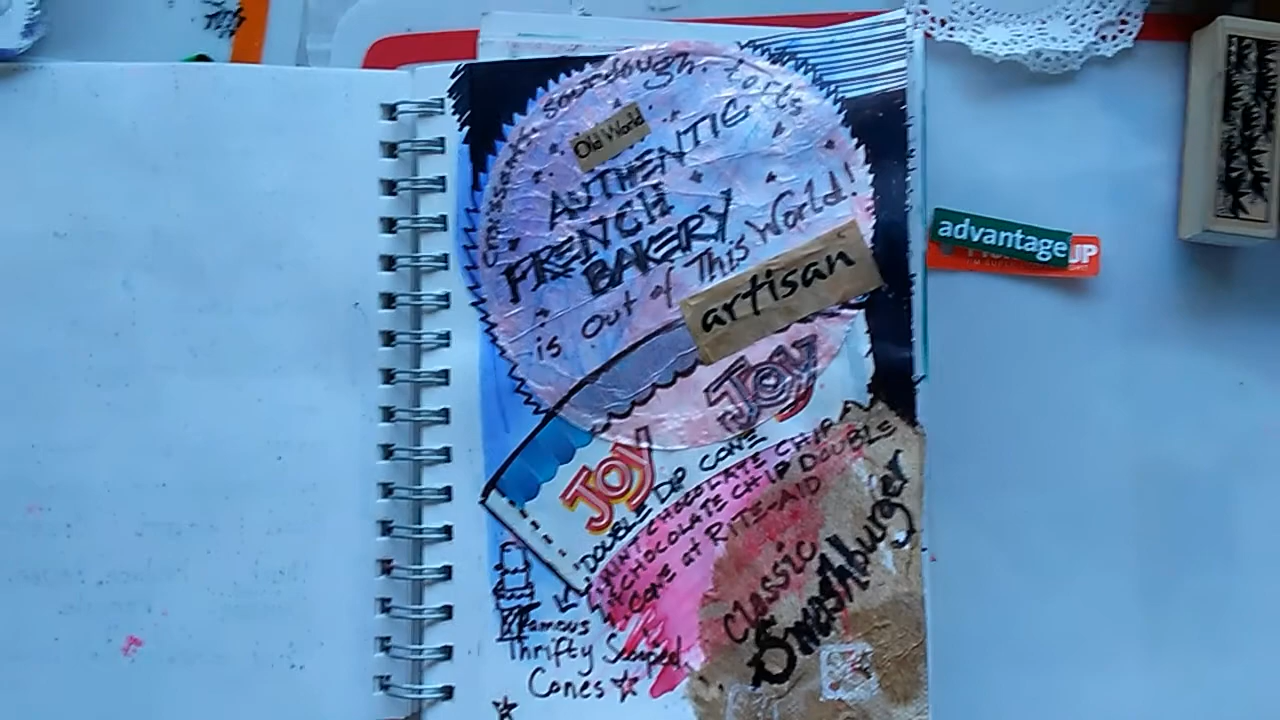 croissants, sourdough, torts
Old World
AUTHENTIC
FRENCH
BAKERY
is out of This World!
artisan
advantage
UP
Joy
Joy
DOUBLE DIP CONE
MINT CHOCOLATE CHIP
CHOCOLATE CHIP DOUBLE
CONE at RITE-AID
Famous
Thrifty Scooped
Cones
Classic
Smashburger